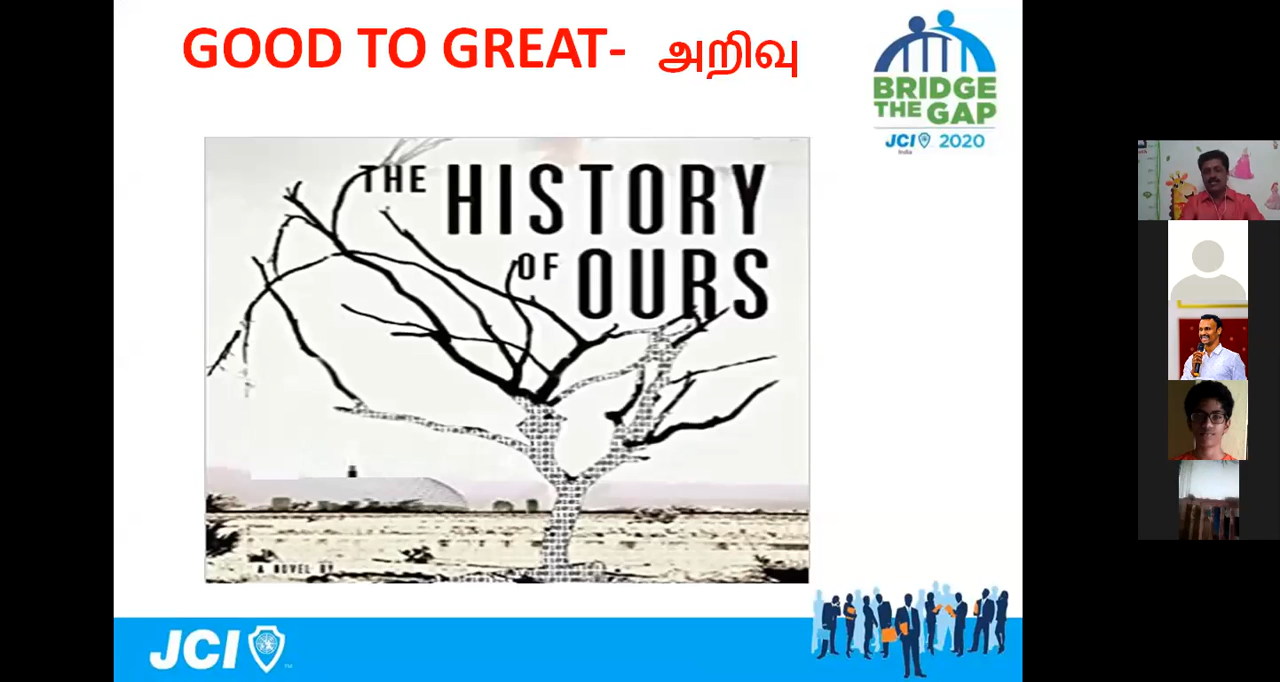 GOOD TO GREAT- அறிவு
BRIDGE
THE GAP
JCI 2020
India
THE HISTORY
OF OURS
A NOVEL BY
JCI